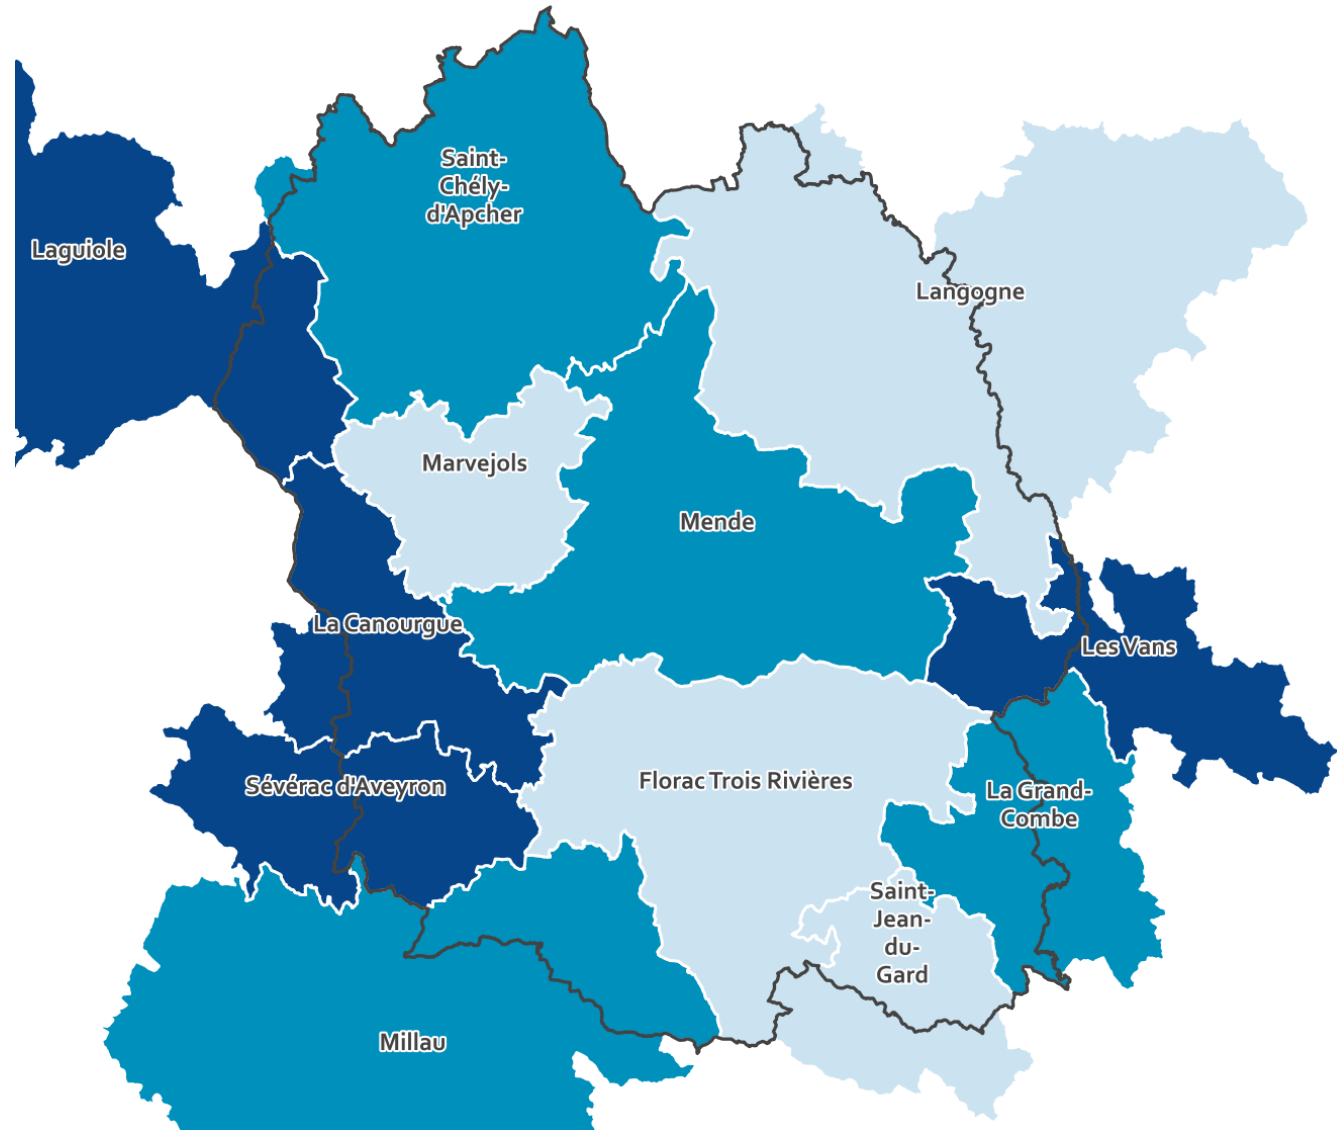 Saint-
Chély-
d'Apcher
Laguiole
Langogne
Marvejols
Mende
La Canourgue
Les Vans
Sévérac d'Aveyron
Florac Trois Rivières
La Grand-
Combe
Saint-
Jean-
du-
Gard
Millau